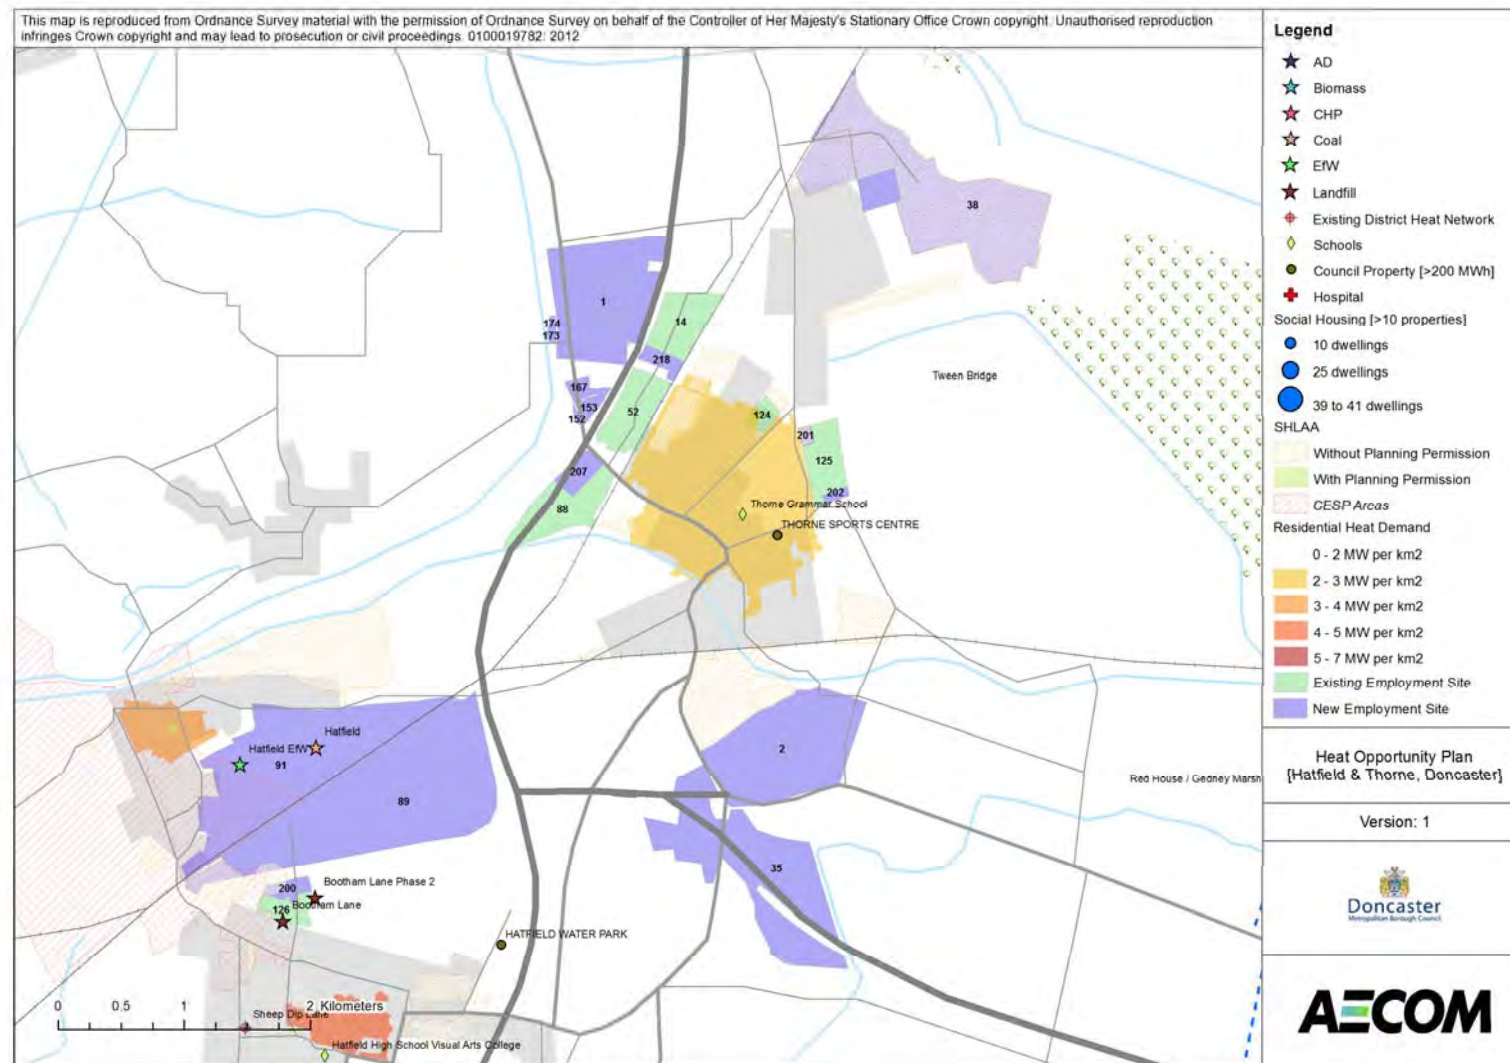 This map is reproduced from Ordnance Survey material with the permission of Ordnance Survey on behalf of the Controller of Her Majesty's Stationary Office Crown copyright. Unauthorised reproduction
infringes Crown copyright and may lead to prosecution or civil proceedings. 0100019782: 2012
38
1
14
174
173
218
Tween Bridge
167
153
152
52
124
201
125
207
202
88
Thorne Grammar School
THORNE SPORTS CENTRE
Hatfield
Hatfield EfW
91
2
89
Red House / Gedney Marsh
35
Bootham Lane Phase 2
200
126
Bootham Lane
HATFIELD WATER PARK
0 0.5 1 2 Kilometers
Sheep Dip Lane
Hatfield High School Visual Arts College
Legend
AD
Biomass
CHP
Coal
EfW
Landfill
Existing District Heat Network
Schools
Council Property [>200 MWh]
Hospital
Social Housing [>10 properties]
10 dwellings
25 dwellings
39 to 41 dwellings
SHLAA
Without Planning Permission
With Planning Permission
CESP Areas
Residential Heat Demand
0 - 2 MW per km2
2 - 3 MW per km2
3 - 4 MW per km2
4 - 5 MW per km2
5 - 7 MW per km2
Existing Employment Site
New Employment Site
Heat Opportunity Plan
[Hatfield & Thorne, Doncaster]
Version: 1
Doncaster
Metropolitan Borough Council
AECOM